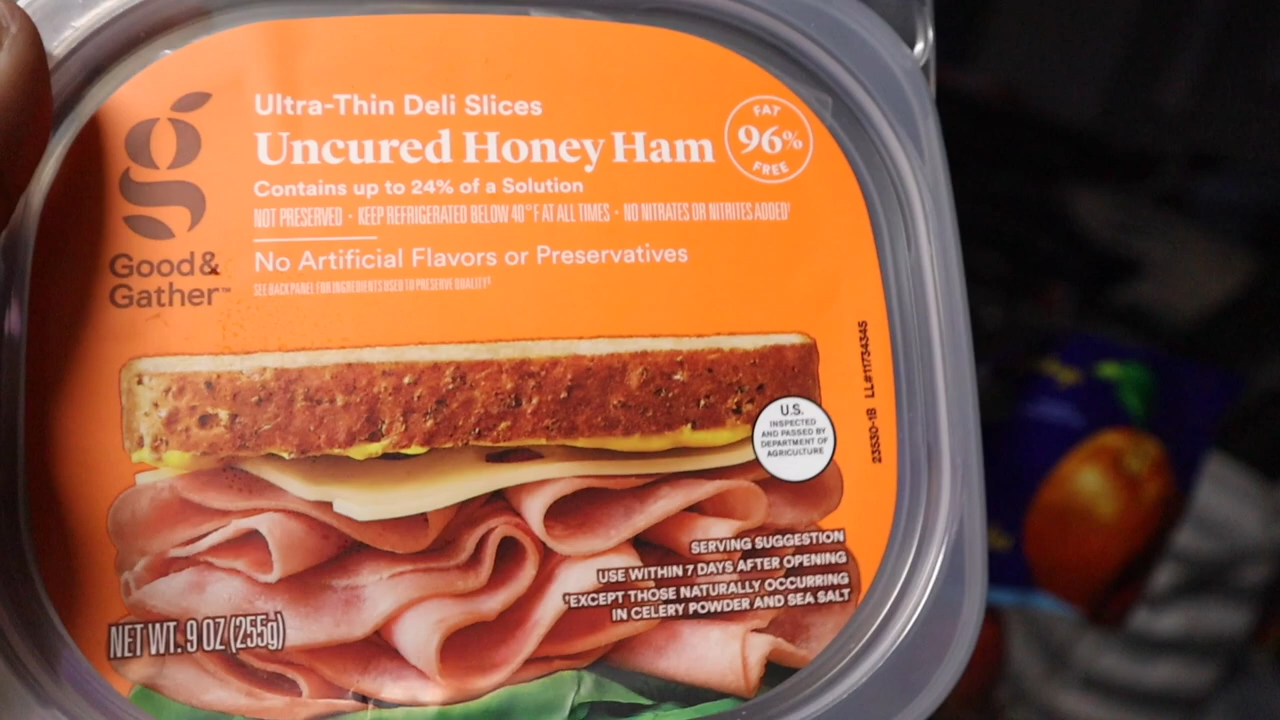 Ultra-Thin Deli Slices
Uncured Honey Ham
FAT
96%
FREE
Contains up to 24% of a Solution
NOT PRESERVED · KEEP REFRIGERATED BELOW 40°F AT ALL TIMES · NO NITRATES OR NITRITES ADDED†
No Artificial Flavors or Preservatives
SEE BACK PANEL FOR INGREDIENTS USED TO PRESERVE QUALITY‡
g
Good &
Gather™
23530-1B LL#11734345
U.S.
INSPECTED
AND PASSED BY
DEPARTMENT OF
AGRICULTURE
SERVING SUGGESTION
USE WITHIN 7 DAYS AFTER OPENING
†EXCEPT THOSE NATURALLY OCCURRING
IN CELERY POWDER AND SEA SALT
NET WT. 9 OZ (255g)